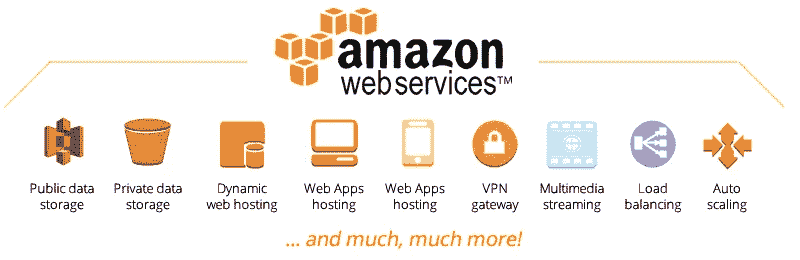 amazon
webservices™
Public data
storage
Private data
storage
Dynamic
web hosting
Web Apps
hosting
Web Apps
hosting
VPN
gateway
Multimedia
streaming
Load
balancing
Auto
scaling
... and much, much more!